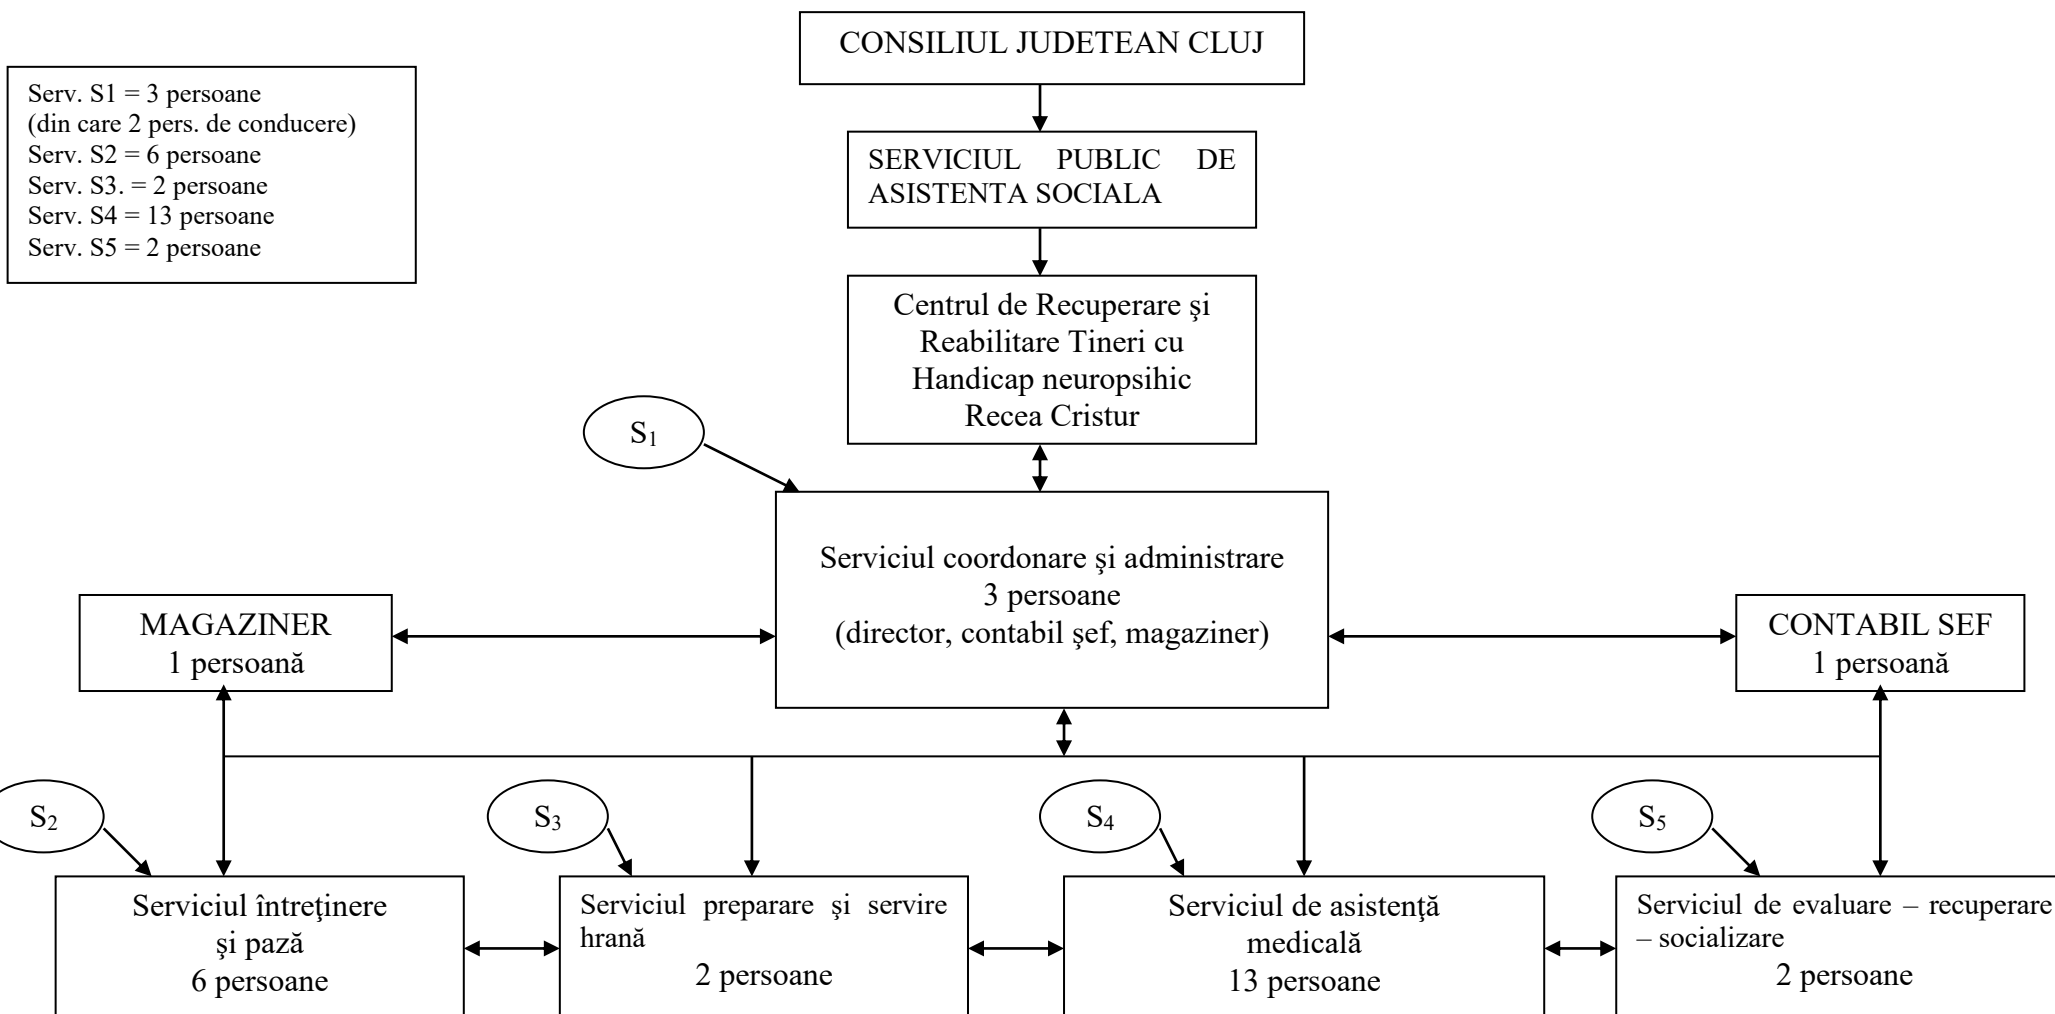 CONSILIUL JUDETEAN CLUJ
Serv. S1 = 3 persoane
(din care 2 pers. de conducere)
Serv. S2 = 6 persoane
Serv. S3. = 2 persoane
Serv. S4 = 13 persoane
Serv. S5 = 2 persoane
SERVICIUL PUBLIC DE
ASISTENTA SOCIALA
Centrul de Recuperare şi
Reabilitare Tineri cu
Handicap neuropsihic
Recea Cristur
S1
Serviciul coordonare şi administrare
3 persoane
(director, contabil şef, magaziner)
MAGAZINER
1 persoană
CONTABIL SEF
1 persoană
S2
S3
S4
S5
Serviciul întreţinere
şi pază
6 persoane
Serviciul preparare şi servire
hrană
2 persoane
Serviciul de asistenţă
medicală
13 persoane
Serviciul de evaluare – recuperare
– socializare
2 persoane